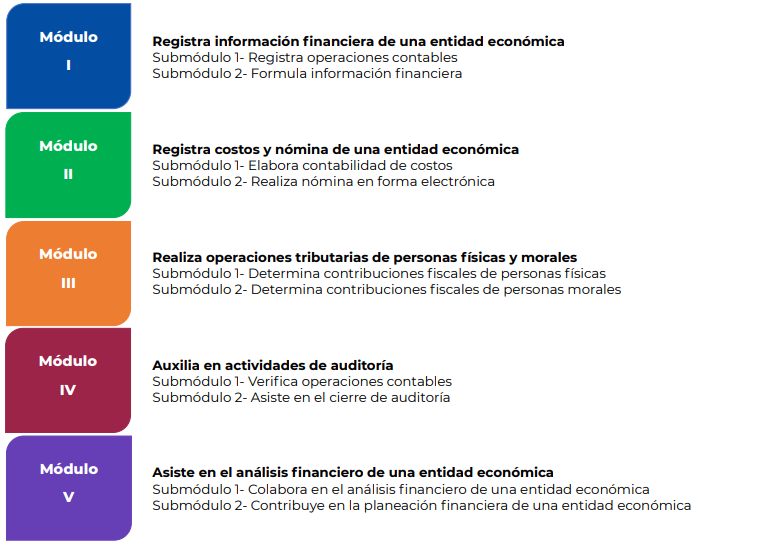 Módulo
I
Registra información financiera de una entidad económica
Submódulo 1- Registra operaciones contables
Submódulo 2- Formula información financiera
Módulo
II
Registra costos y nómina de una entidad económica
Submódulo 1- Elabora contabilidad de costos
Submódulo 2- Realiza nómina en forma electrónica
Módulo
III
Realiza operaciones tributarias de personas físicas y morales
Submódulo 1- Determina contribuciones fiscales de personas físicas
Submódulo 2- Determina contribuciones fiscales de personas morales
Módulo
IV
Auxilia en actividades de auditoría
Submódulo 1- Verifica operaciones contables
Submódulo 2- Asiste en el cierre de auditoría
Módulo
V
Asiste en el análisis financiero de una entidad económica
Submódulo 1- Colabora en el análisis financiero de una entidad económica
Submódulo 2- Contribuye en la planeación financiera de una entidad económica